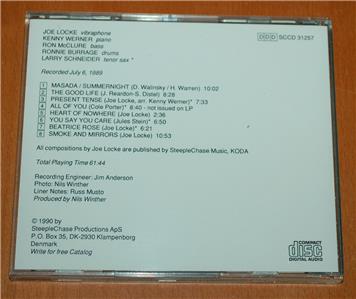 JOE LOCKE vibraphone
KENNY WERNER piano
RON McCLURE bass
RONNIE BURRAGE drums
LARRY SCHNEIDER tenor sax *
DDD SCCD 31257
Recorded July 6, 1989
1 MASADA / SUMMERNIGHT (D. Walinsky / H. Warren) 10:02
2 THE GOOD LIFE (J. Reardon-S. Distel) 8:28
3 PRESENT TENSE (Joe Locke, arr. Kenny Werner)* 7:33
4 ALL OF YOU (Cole Porter)* 8:40 - not issued on LP
5 HEART OF NOWHERE (Joe Locke) 2:36
6 YOU SAY YOU CARE (Jules Stein)* 6:50
7 BEATRICE ROSE (Joe Locke)* 6:21
8 SMOKE AND MIRRORS (Joe Locke) 10:53
All compositions by Joe Locke are published by SteepleChase Music, KODA
Total Playing Time 61:44
Recording Engineer: Jim Anderson
Photo: Nils Winther
Liner Notes: Russ Musto
Produced by Nils Winther
© 1990 by
SteepleChase Productions ApS
P.O. Box 35, DK-2930 Klampenborg
Denmark
Write for free Catalog
COMPACT
disc
DIGITAL AUDIO